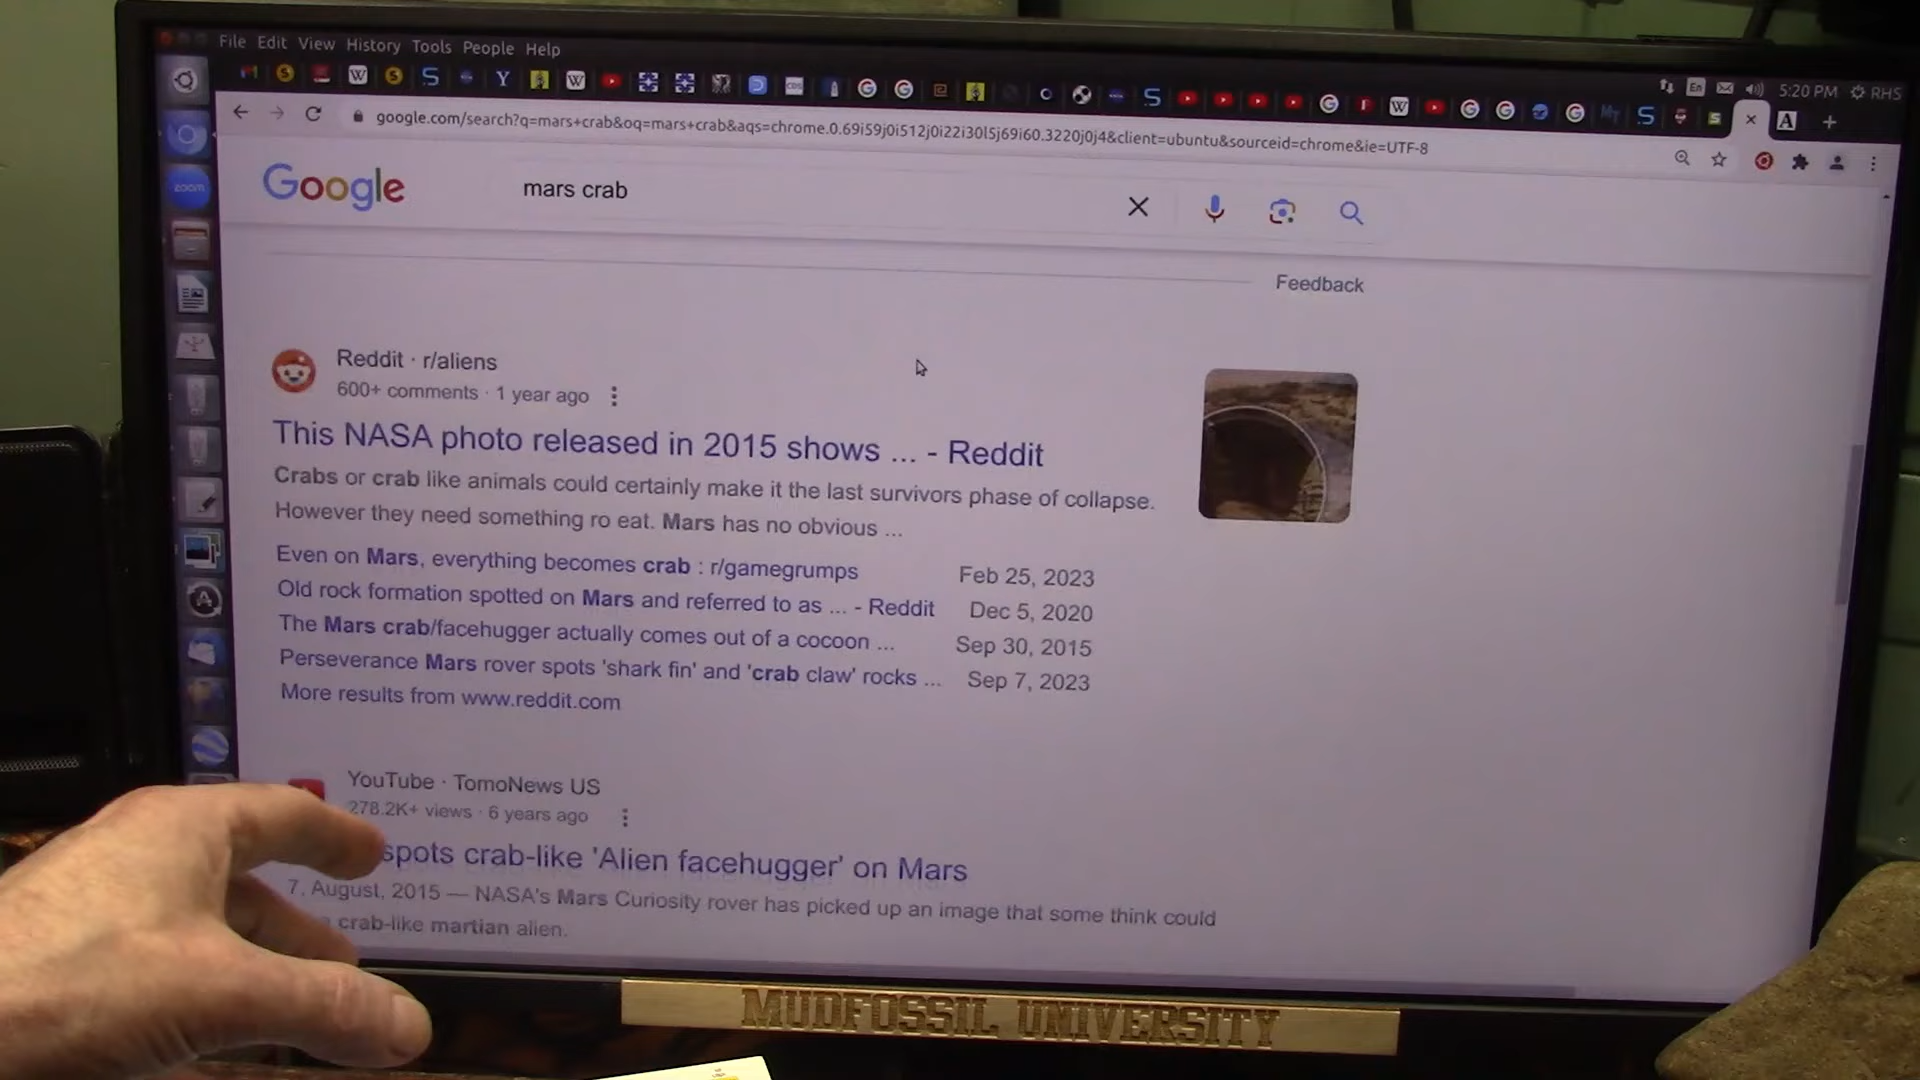 File Edit View History Tools People Help
5:20 PM RHS
google.com/search?q=mars+crab&oq=mars+crab&aqs=chrome.0.69i59j0i512j0i22i30l5j69i60.3220j0j4&client=ubuntu&sourceid=chrome&ie=UTF-8
zoom
Google mars crab
Feedback
Reddit · r/aliens
600+ comments · 1 year ago
This NASA photo released in 2015 shows ... - Reddit
Crabs or crab like animals could certainly make it the last survivors phase of collapse.
However they need something ro eat. Mars has no obvious ...
Even on Mars, everything becomes crab : r/gamegrumps Feb 25, 2023
Old rock formation spotted on Mars and referred to as ... - Reddit Dec 5, 2020
The Mars crab/facehugger actually comes out of a cocoon ... Sep 30, 2015
Perseverance Mars rover spots 'shark fin' and 'crab claw' rocks ... Sep 7, 2023
More results from www.reddit.com
YouTube · TomoNews US
278.2K+ views · 6 years ago
spots crab-like 'Alien facehugger' on Mars
7. August, 2015 — NASA's Mars Curiosity rover has picked up an image that some think could
crab-like martian alien.
MUDFOSSIL UNIVERSITY